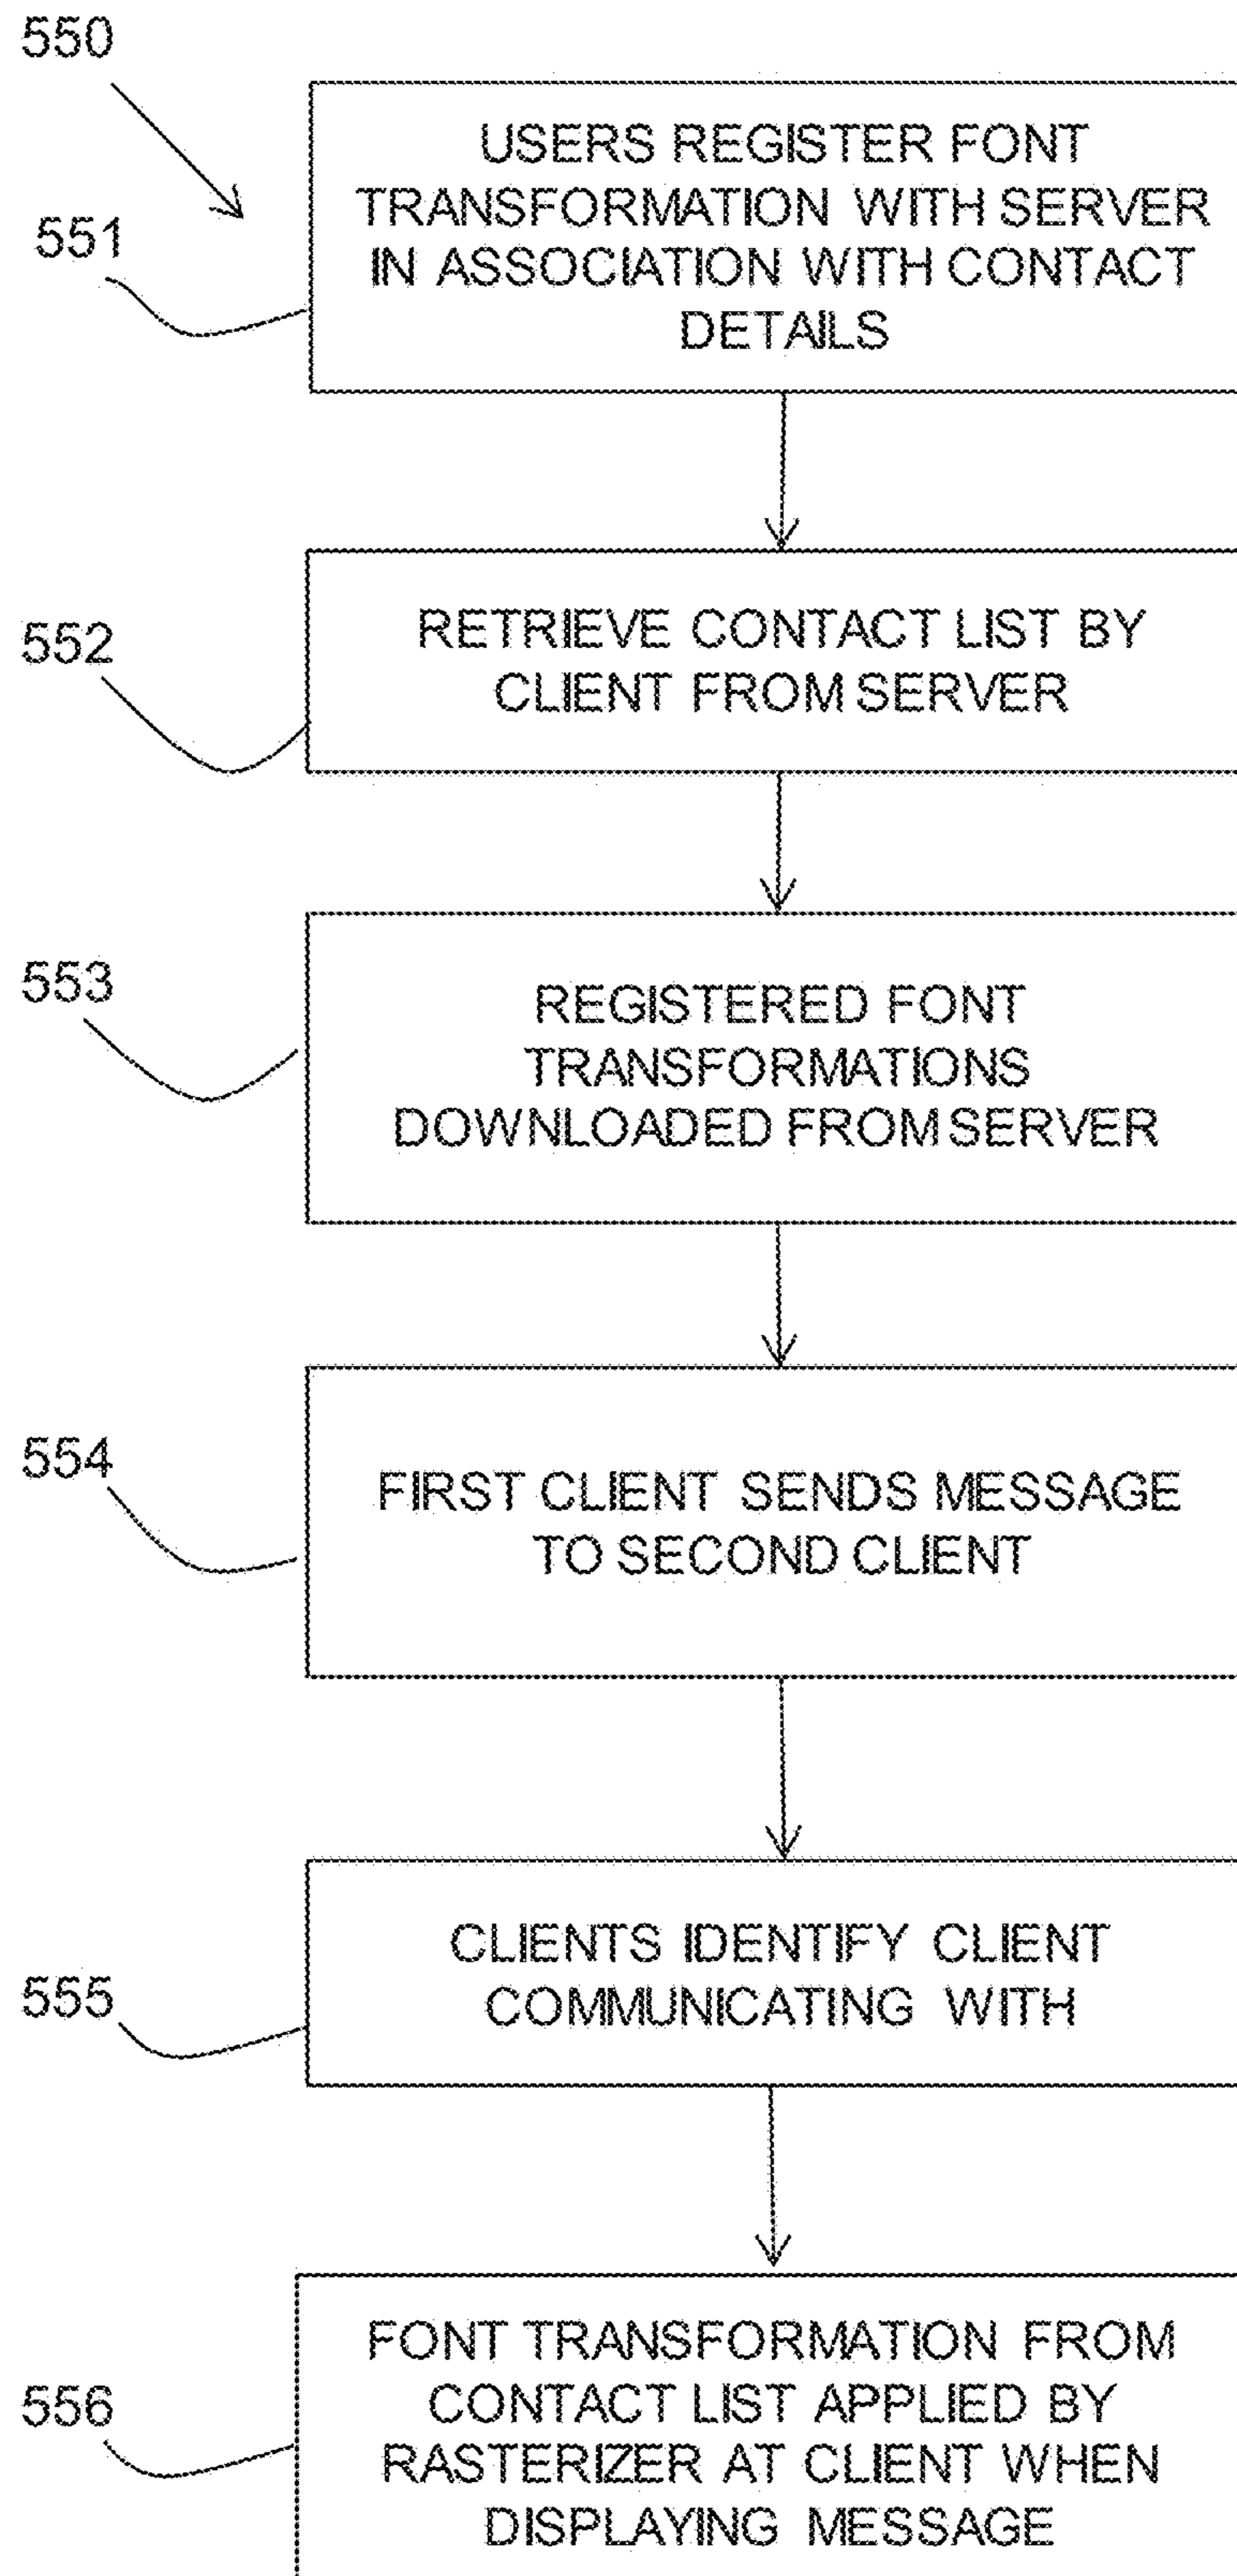 550
551
USERS REGISTER FONT
TRANSFORMATION WITH SERVER
IN ASSOCIATION WITH CONTACT
DETAILS
552
RETRIEVE CONTACT LIST BY
CLIENT FROM SERVER
553
REGISTERED FONT
TRANSFORMATIONS
DOWNLOADED FROM SERVER
554
FIRST CLIENT SENDS MESSAGE
TO SECOND CLIENT
555
CLIENTS IDENTIFY CLIENT
COMMUNICATING WITH
556
FONT TRANSFORMATION FROM
CONTACT LIST APPLIED BY
RASTERIZER AT CLIENT WHEN
DISPLAYING MESSAGE